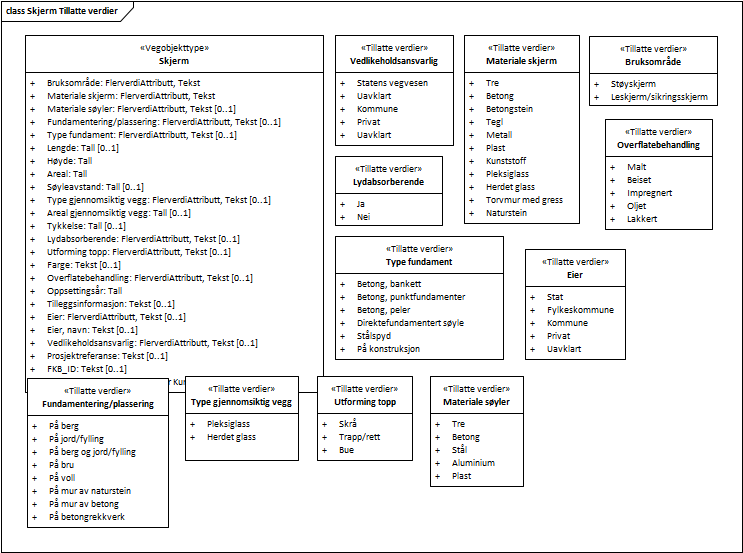 class Skjerm Tillatte verdier
«Vegobjekttype»
Skjerm
+ Bruksområde: FlerverdiAttributt, Tekst
+ Materiale skjerm: FlerverdiAttributt, Tekst
+ Materiale søyler: FlerverdiAttributt, Tekst [0..1]
+ Fundamentering/plassering: FlerverdiAttributt, Tekst [0..1]
+ Type fundament: FlerverdiAttributt, Tekst [0..1]
+ Lengde: Tall [0..1]
+ Høyde: Tall
+ Areal: Tall
+ Søyleavstand: Tall [0..1]
+ Type gjennomsiktig vegg: FlerverdiAttributt, Tekst [0..1]
+ Areal gjennomsiktig vegg: Tall [0..1]
+ Tykkelse: Tall [0..1]
+ Lydabsorberende: FlerverdiAttributt, Tekst [0..1]
+ Utforming topp: FlerverdiAttributt, Tekst [0..1]
+ Farge: Tekst [0..1]
+ Overflatebehandling: FlerverdiAttributt, Tekst [0..1]
+ Oppsettingsår: Tall
+ Tilleggsinformasjon: Tekst [0..1]
+ Eier: FlerverdiAttributt, Tekst [0..1]
+ Eier, navn: Tekst [0..1]
+ Vedlikeholdsansvarlig: FlerverdiAttributt, Tekst [0..1]
+ Prosjektreferanse: Tekst [0..1]
+ FKB_ID: Tekst [0..1]
«Tillatte verdier»
Vedlikeholdsansvarlig
+ Statens vegvesen
+ Uavklart
+ Kommune
+ Privat
+ Uavklart
«Tillatte verdier»
Materiale skjerm
+ Tre
+ Betong
+ Betongstein
+ Tegl
+ Metall
+ Plast
+ Kunststoff
+ Pleksiglass
+ Herdet glass
+ Torvmur med gress
+ Naturstein
«Tillatte verdier»
Bruksområde
+ Støyskjerm
+ Leskjerm/sikringsskjerm
«Tillatte verdier»
Overflatebehandling
+ Malt
+ Beiset
+ Impregnert
+ Oljet
+ Lakkert
«Tillatte verdier»
Lydabsorberende
+ Ja
+ Nei
«Tillatte verdier»
Type fundament
+ Betong, bankett
+ Betong, punktfundamenter
+ Betong, peler
+ Direktefundamentert søyle
+ Stålspyd
+ På konstruksjon
«Tillatte verdier»
Eier
+ Stat
+ Fylkeskommune
+ Kommune
+ Privat
+ Uavklart
«Tillatte verdier»
Fundamentering/plassering
+ På berg
+ På jord/fylling
+ På berg og jord/fylling
+ På bru
+ På voll
+ På mur av naturstein
+ På mur av betong
+ På betongrekkverk
«Tillatte verdier»
Type gjennomsiktig vegg
+ Pleksiglass
+ Herdet glass
«Tillatte verdier»
Utforming topp
+ Skrå
+ Trapp/rett
+ Bue
«Tillatte verdier»
Materiale søyler
+ Tre
+ Betong
+ Stål
+ Aluminium
+ Plast